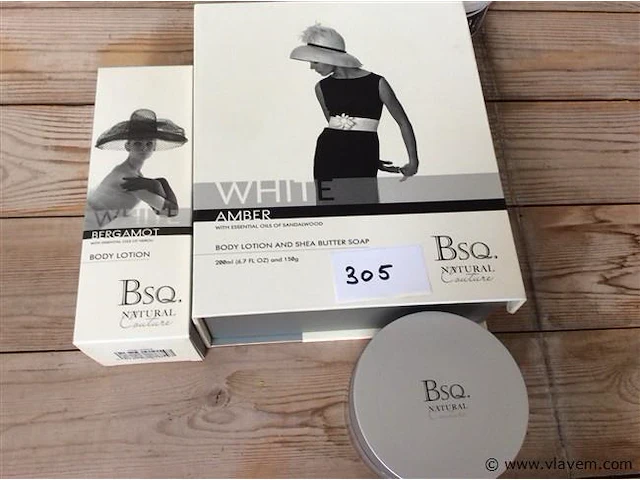 WHITE
BERGAMOT
WITH ESSENTIAL OILS OF NEROLI
BODY LOTION
BSQ.
NATURAL
Couture
WHITE
AMBER
WITH ESSENTIAL OILS OF SANDALWOOD
BODY LOTION AND SHEA BUTTER SOAP
200ml (6.7 FL OZ) and 150g
305
BSQ.
NATURAL
Couture
BSQ.
NATURAL
Couture
© www.vlavem.com